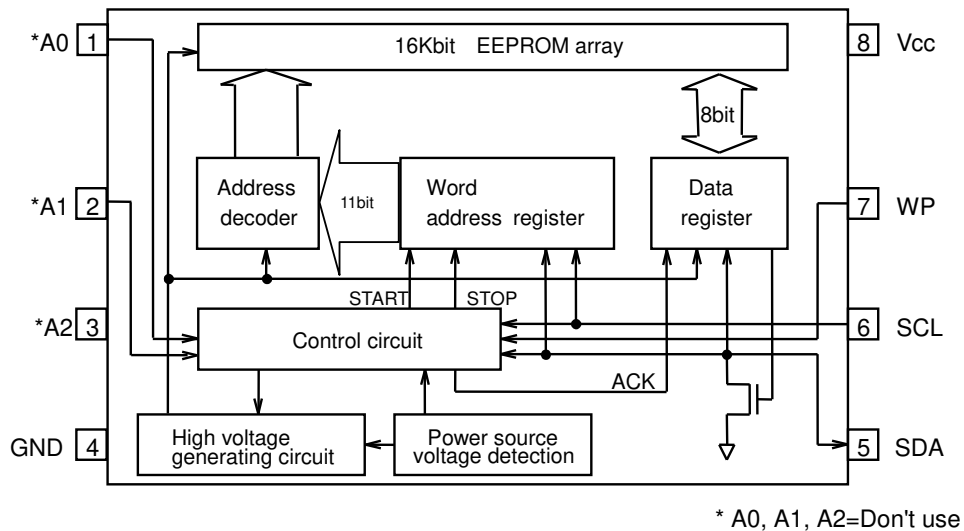 *A0 1
16Kbit EEPROM array
8 Vcc
8bit
*A1 2
Address
decoder
11bit
Word
address register
Data
register
7 WP
START
STOP
*A2 3
Control circuit
6 SCL
ACK
GND 4
High voltage
generating circuit
Power source
voltage detection
5 SDA
* A0, A1, A2=Don't use